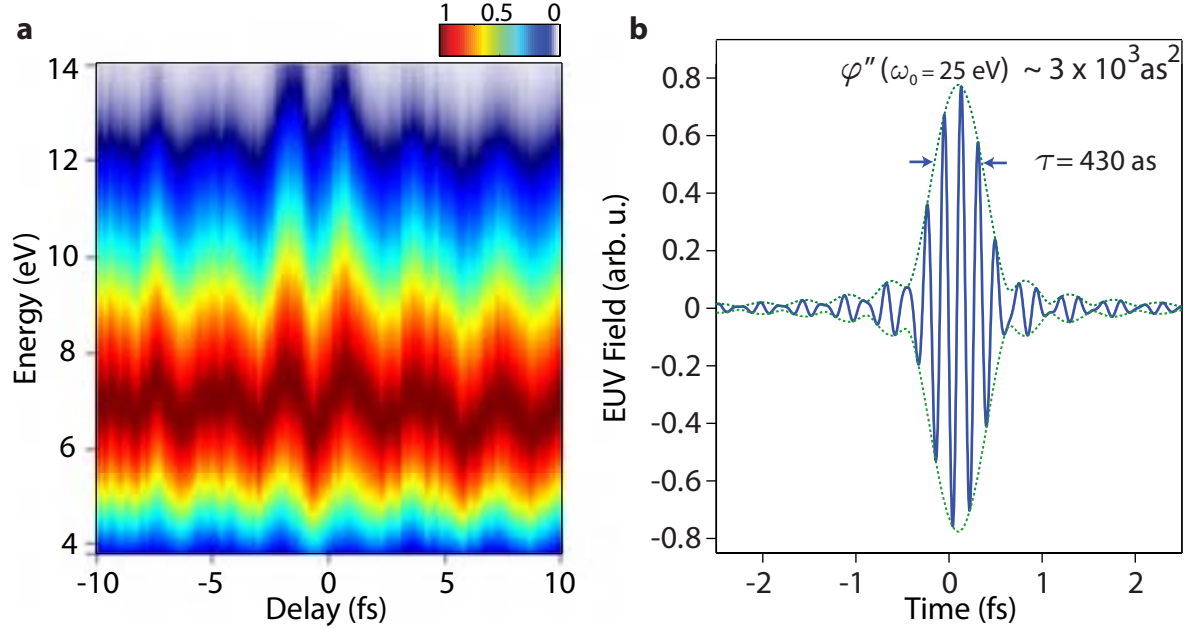 a
1 0.5 0
14
12
10
8
6
4
Energy (eV)
-10 -5 0 5 10
Delay (fs)
b
φ″ (ω₀ = 25 eV) ~ 3 x 10³as²
τ = 430 as
0.8
0.6
0.4
0.2
0
-0.2
-0.4
-0.6
-0.8
EUV Field (arb. u.)
-2 -1 0 1 2
Time (fs)